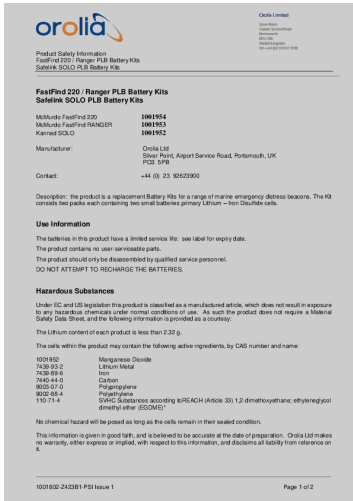 orolia
Orolia Limited
Product Safety Information
FastFind 220 / Ranger PLB Battery Kits
Safelink SOLO PLB Battery Kits
FastFind 220 / Ranger PLB Battery Kits
Safelink SOLO PLB Battery Kits
McMurdo FastFind 220 1001954
McMurdo FastFind RANGER 1001953
Kannad SOLO 1001952
Manufacturer: Orolia Ltd
Silver Point, Airport Service Road, Portsmouth, UK
PO3 5PB
Contact: +44 (0) 23 92623900
Description: the product is a replacement Battery Kits for a range of marine emergency distress beacons. The Kit
consists two packs each containing two small batteries primary Lithium – Iron Disulfide cells.
Use Information
The batteries in this product have a limited service life: see label for expiry date.
The product contains no user-serviceable parts.
The product should only be disassembled by qualified service personnel.
DO NOT ATTEMPT TO RECHARGE THE BATTERIES.
Hazardous Substances
Under EC and US legislation this product is classified as a manufactured article, which does not result in exposure
to any hazardous chemicals under normal conditions of use. As such the product does not require a Material
Safety Data Sheet, and the following information is provided as a courtesy:
The Lithium content of each product is less than 2.32 g.
The cells within the product may contain the following active ingredients, by CAS number and name:
1001952 Manganese-Dioxide
7439-93-2 Lithium Metal
7439-89-6 Iron
7440-44-0 Carbon
9003-07-0 Polypropylene
9002-88-4 Polyethylene
110-71-4 SVHC Substances according toREACH (Article 33) 1,2-dimethoxyethane; ethyleneglycol
dimethyl ether (EGDME)*
No chemical hazard will be posed as long as the cells remain in their sealed condition.
This information is given in good faith, and is believed to be accurate at the date of preparation. Orolia Ltd makes
no warranty, either express or implied, with respect to this information, and disclaims all liability from reference on
it.
1001802-Z423B1-PSI Issue 1 Page 1 of 2